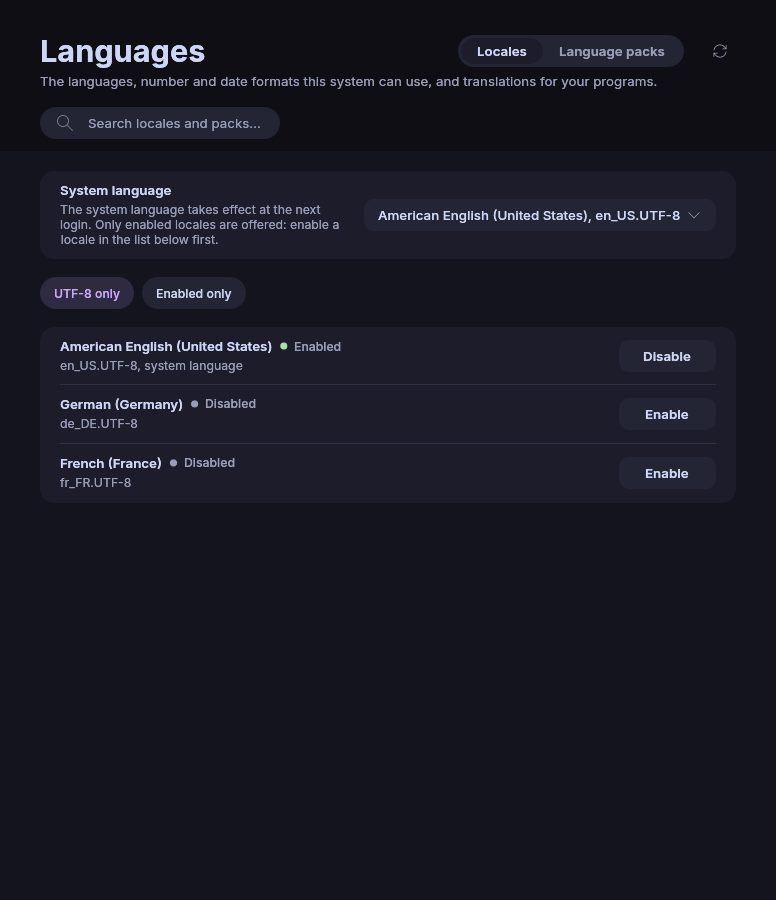 Languages
Locales
Language packs
The languages, number and date formats this system can use, and translations for your programs.
Search locales and packs...
System language
The system language takes effect at the next
login. Only enabled locales are offered: enable a
locale in the list below first.
American English (United States), en_US.UTF-8
UTF-8 only
Enabled only
American English (United States)
Enabled
en_US.UTF-8, system language
Disable
German (Germany)
Disabled
de_DE.UTF-8
Enable
French (France)
Disabled
fr_FR.UTF-8
Enable